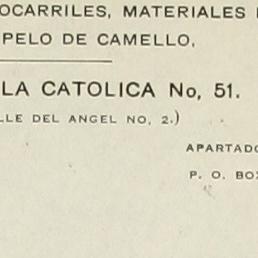 OCARRILES, MATERIALES
PELO DE CAMELLO.
LA CATOLICA No, 51.
LLE DEL ANGEL NO, 2.)
APARTADO
P. O. BOX